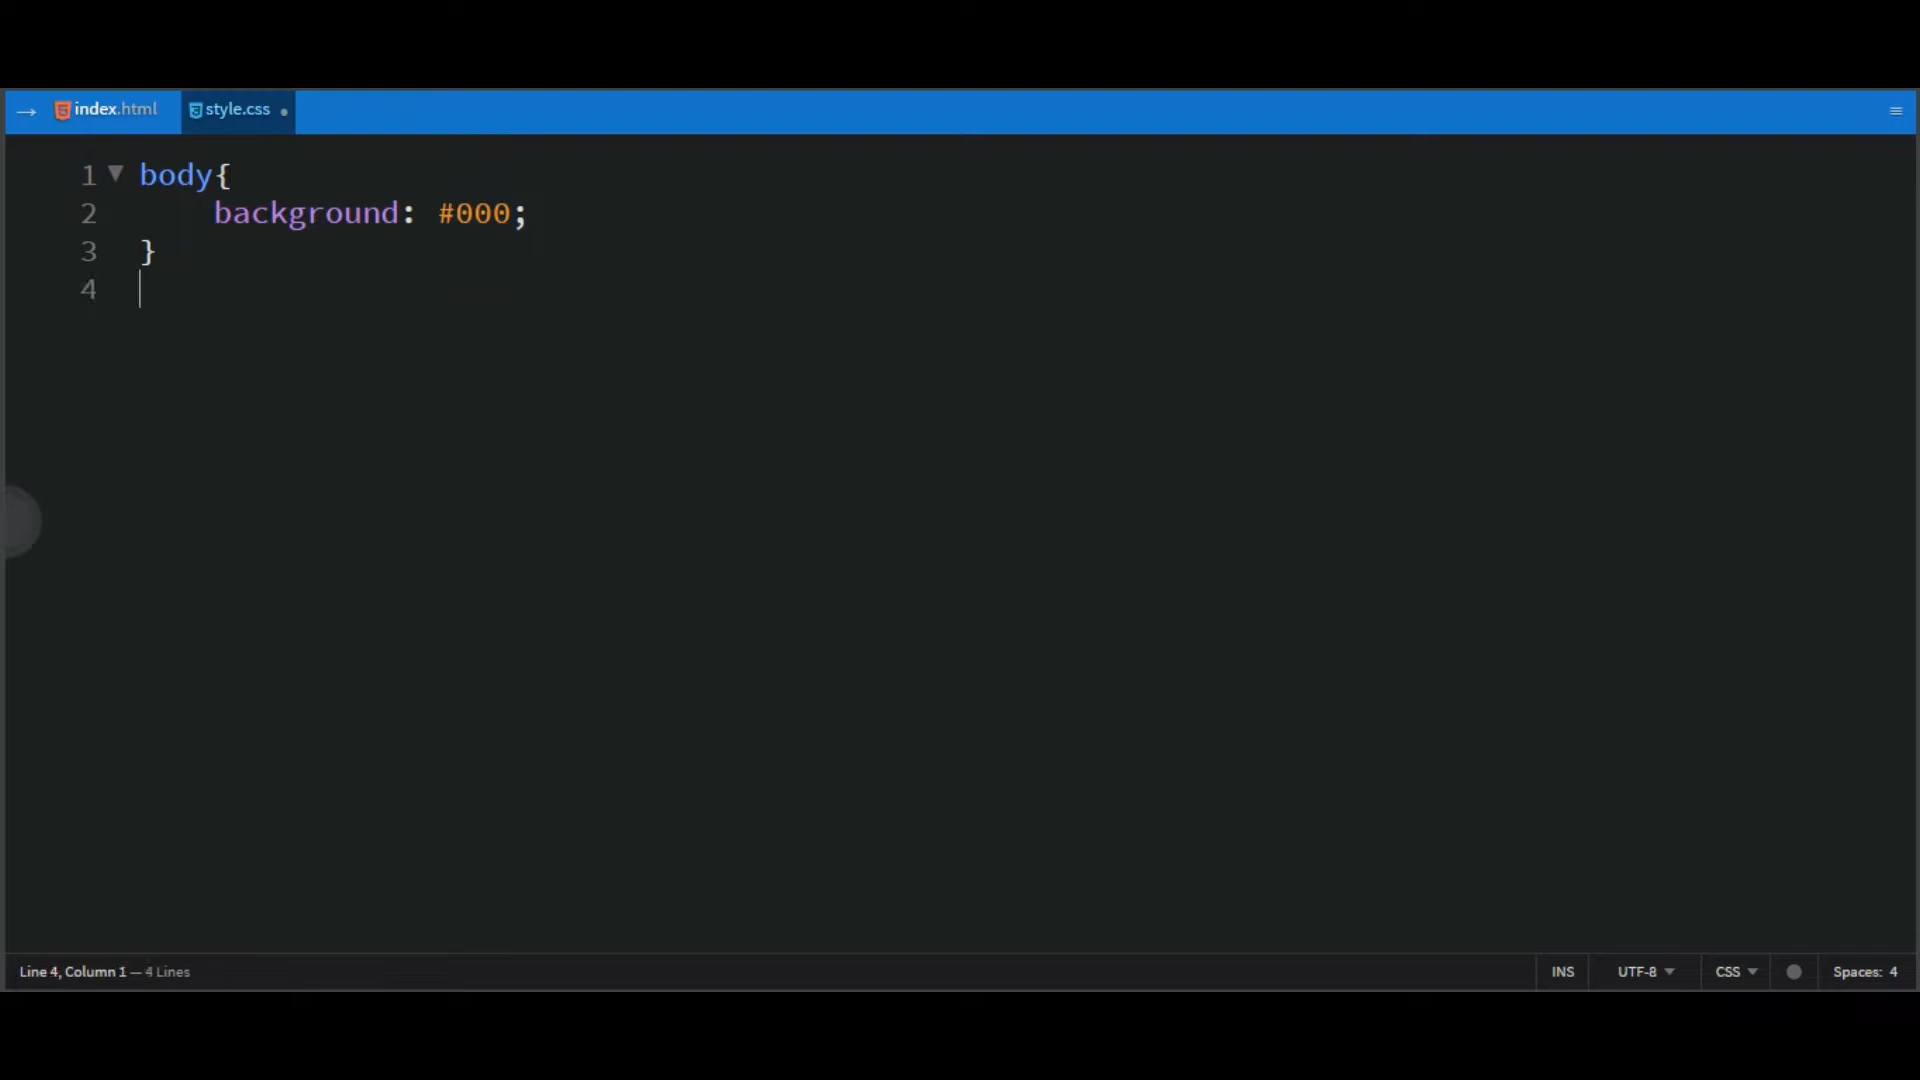 → index.html style.css •
1 ▼ body{
2     background: #000;
3 }
4
Line 4, Column 1 — 4 Lines INS UTF-8 ▼ CSS ▼ Spaces: 4